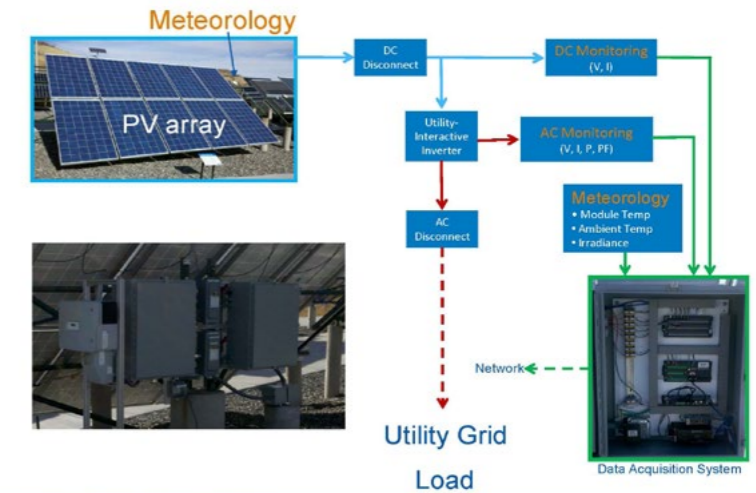 Meteorology
PV array
DC
Disconnect
DC Monitoring
(V, I)
Utility-
Interactive
Inverter
AC Monitoring
(V, I, P, PF)
AC
Disconnect
Meteorology
• Module Temp
• Ambient Temp
• Irradiance
Network
Utility Grid
Load
Data Acquisition System